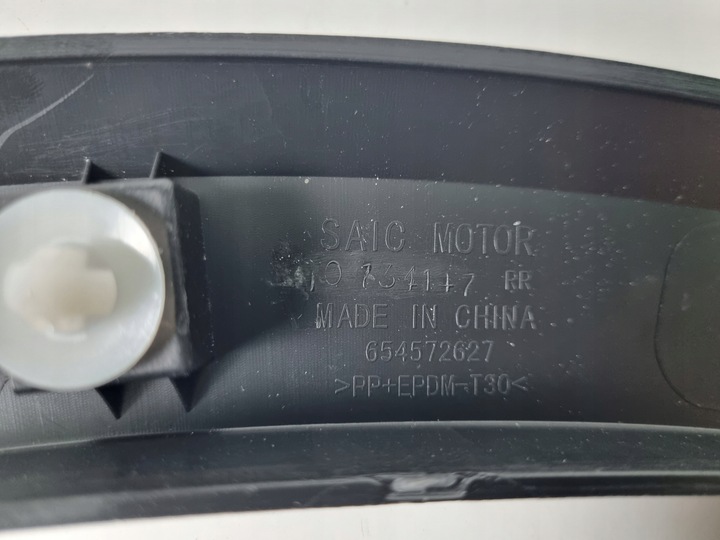 SAIC MOTOR
RR
MADE IN CHINA
654572627
>PP+EPDM-T30<